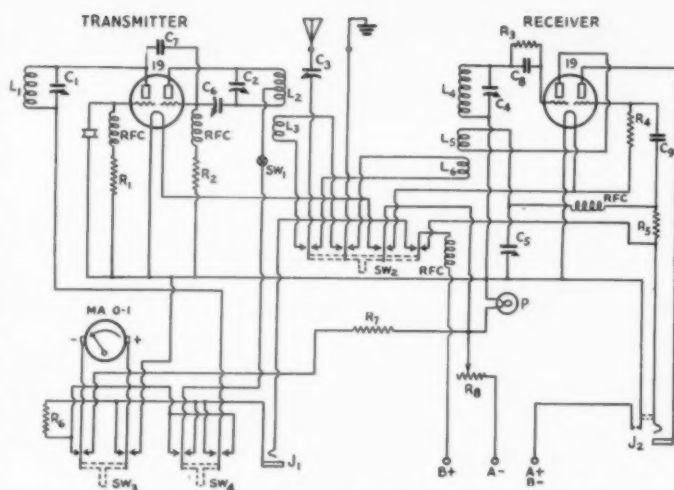 TRANSMITTER
RECEIVER
C7
19
L1
C1
C6
C2
L2
L3
RFC
RFC
R1
R2
SW1
C3
R3
C8
19
L4
C4
L5
L6
R4
C9
RFC
R5
C5
SW2
RFC
P
MA 0-1
- +
R7
R8
R6
SW3
SW4
J1
B+
A-
A+
B-
J2